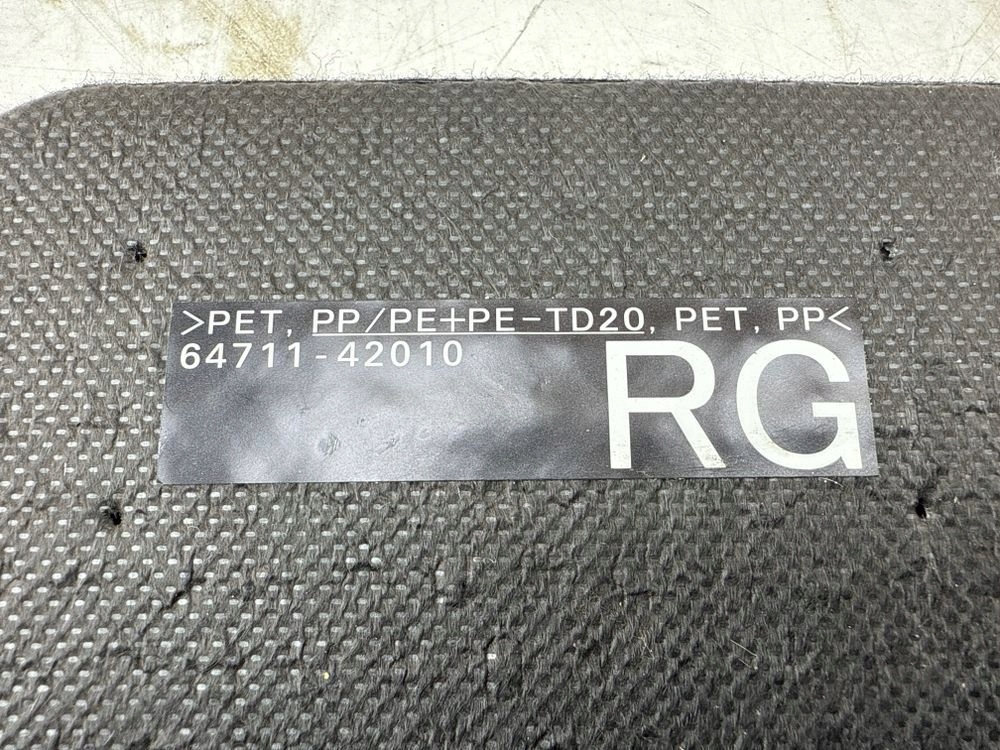 >PET, PP/PE+PE-TD20, PET, PP<
64711-42010
RG